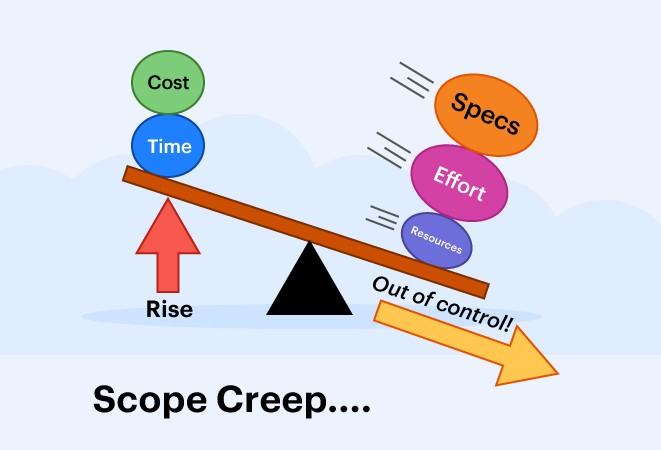 Cost
Time
Specs
Effort
Resources
Rise
Out of control!
Scope Creep....